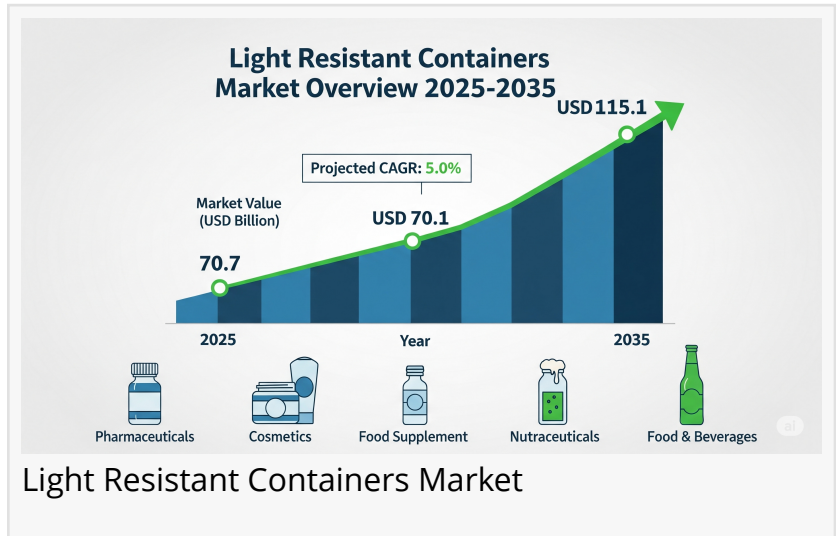 Light Resistant Containers
Market Overview 2025-2035
USD 115.1
Projected CAGR: 5.0%
Market Value
(USD Billion)
USD 70.1
70.7
2025
Year
2035
Pharmaceuticals
Cosmetics
Food Supplement
Nutraceuticals
Food & Beverages
ai
Light Resistant Containers Market